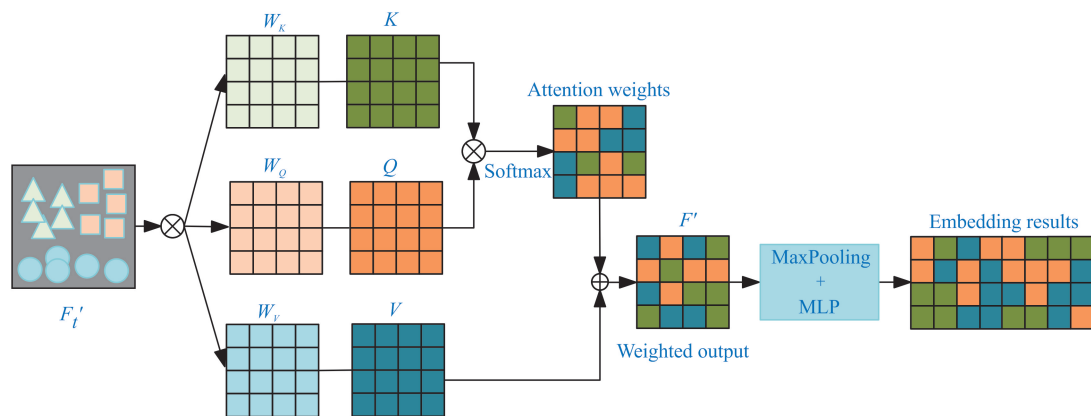 W_K
K
Attention weights
Softmax
W_Q
Q
F_t′
F′
Embedding results
MaxPooling
+
MLP
W_V
V
Weighted output